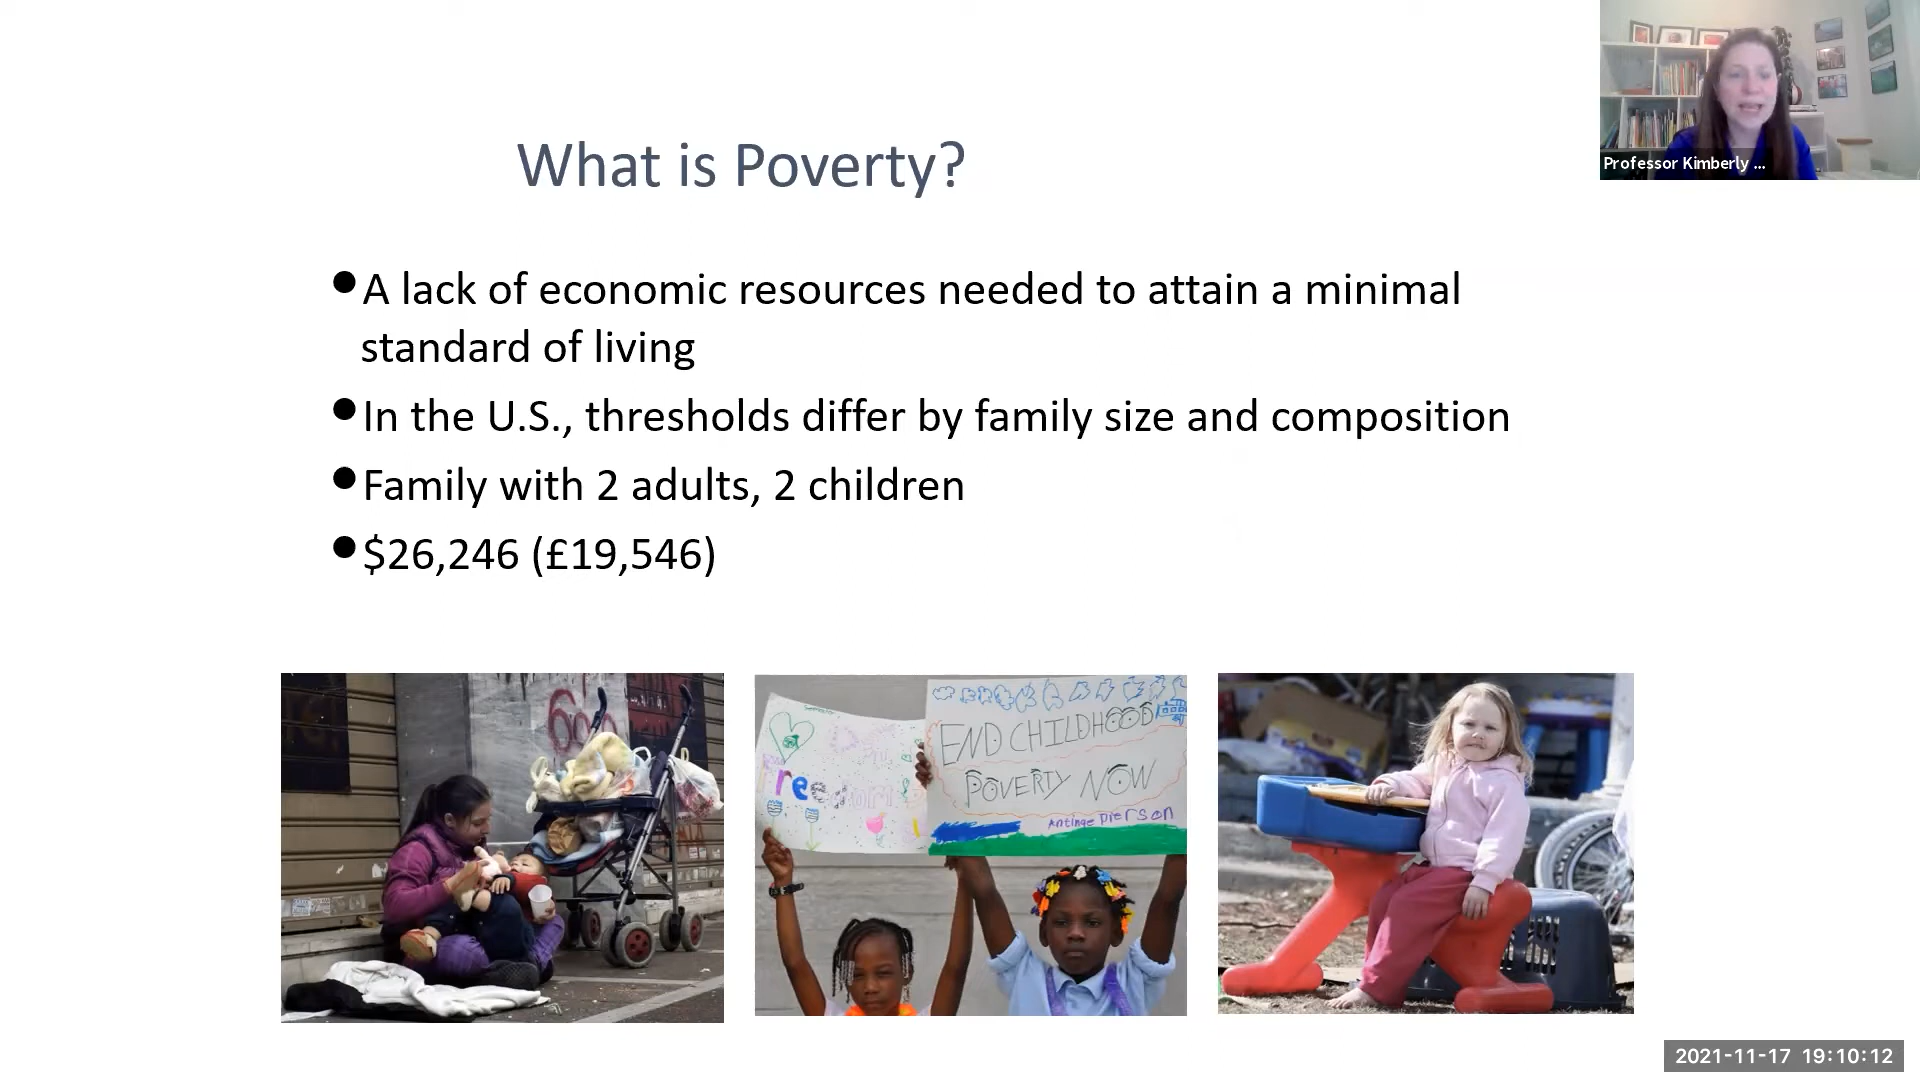 Professor Kimberly ...
What is Poverty?
•A lack of economic resources needed to attain a minimal
standard of living
•In the U.S., thresholds differ by family size and composition
•Family with 2 adults, 2 children
•$26,246 (£19,546)
Freedom
END CHILDHOOD
POVERTY NOW
Pierson
2021-11-17 19:10:12